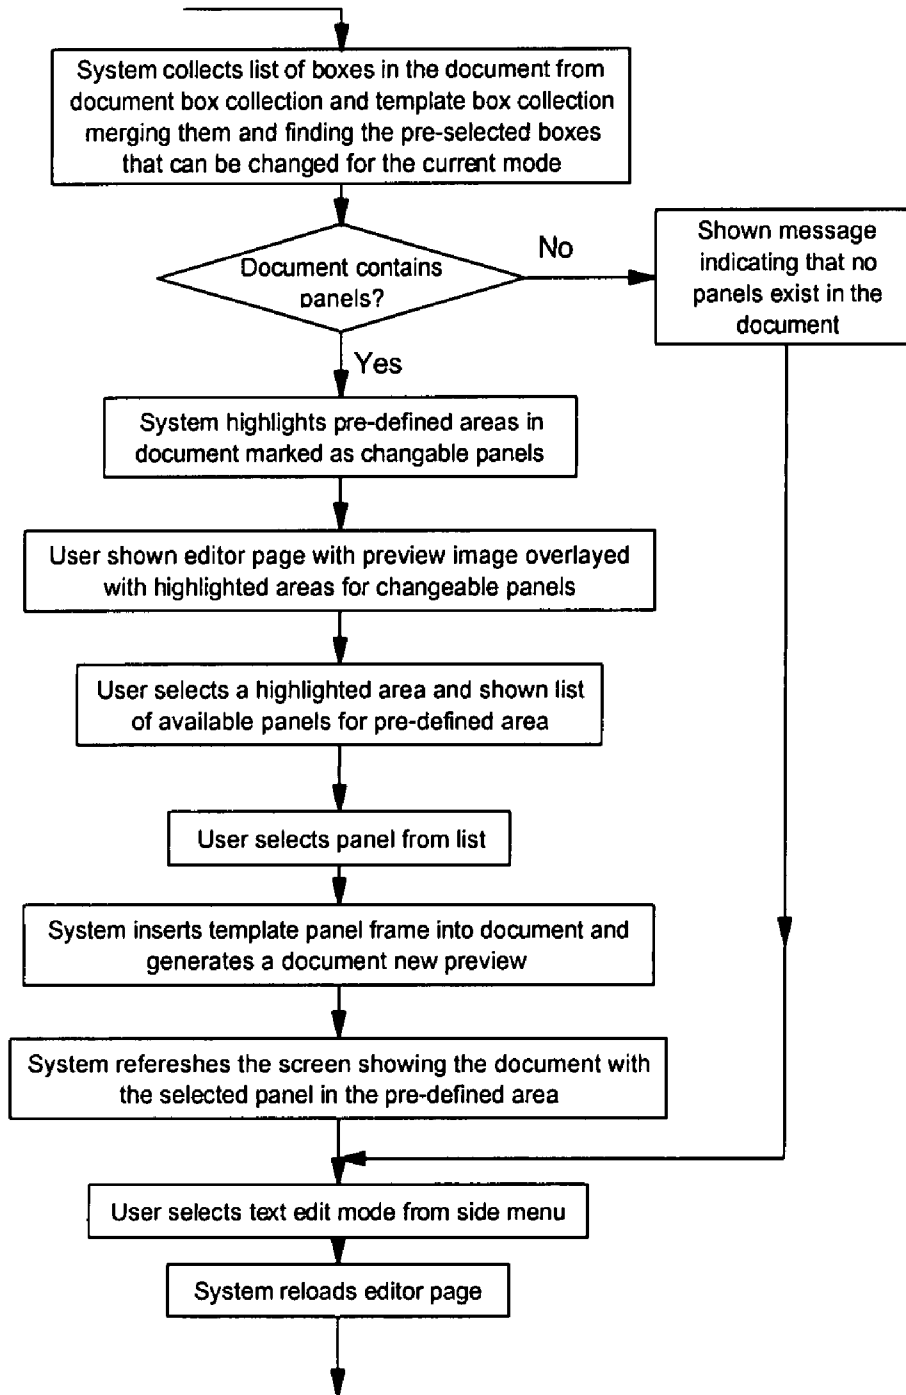 System collects list of boxes in the document from
document box collection and template box collection
merging them and finding the pre-selected boxes
that can be changed for the current mode
Document contains
panels?
No
Shown message
indicating that no
panels exist in the
document
Yes
System highlights pre-defined areas in
document marked as changable panels
User shown editor page with preview image overlayed
with highlighted areas for changeable panels
User selects a highlighted area and shown list
of available panels for pre-defined area
User selects panel from list
System inserts template panel frame into document and
generates a document new preview
System refereshes the screen showing the document with
the selected panel in the pre-defined area
User selects text edit mode from side menu
System reloads editor page